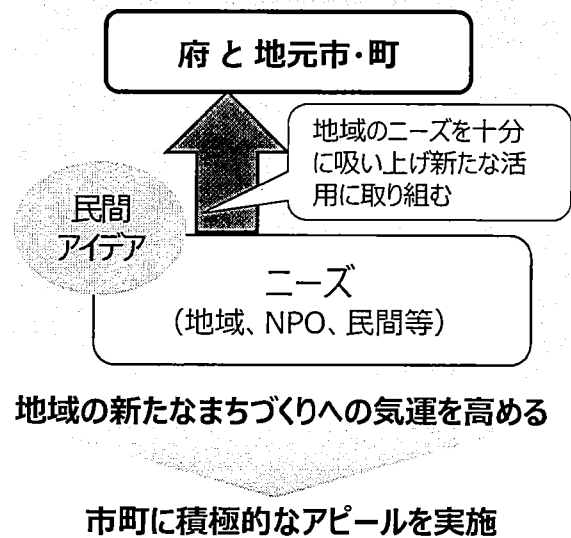 府と地元市・町
地域のニーズを十分
に吸い上げ新たな活
用に取り組む
民間
アイデア
ニーズ
（地域、NPO、民間等）
地域の新たなまちづくりへの気運を高める
市町に積極的なアピールを実施